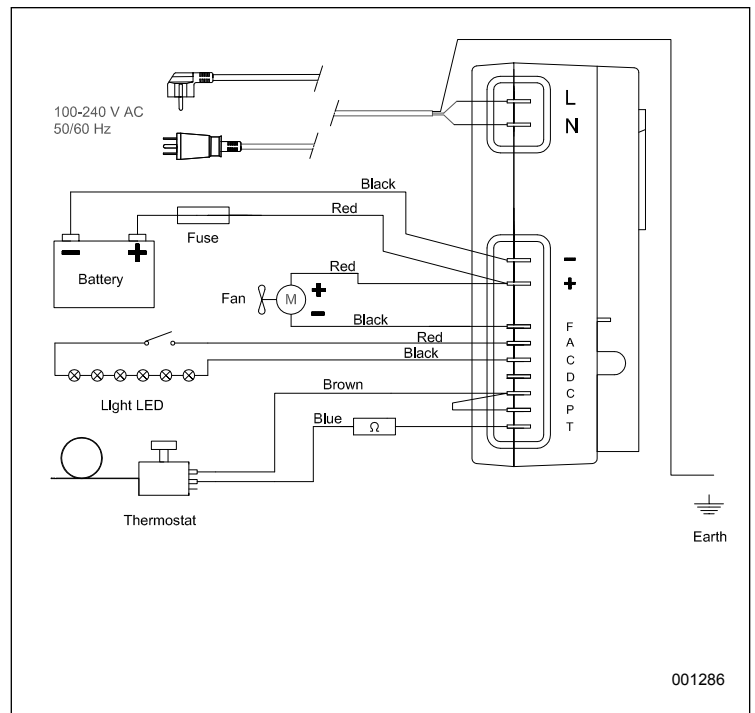 100-240 V AC
50/60 Hz
L
N
Black
Red
Fuse
− +
Battery
−
+
Red
Fan
M
+
−
Black
F
Red
A
Black
C
D
Light LED
Brown
C
P
Blue
Ω
T
Thermostat
Earth
001286